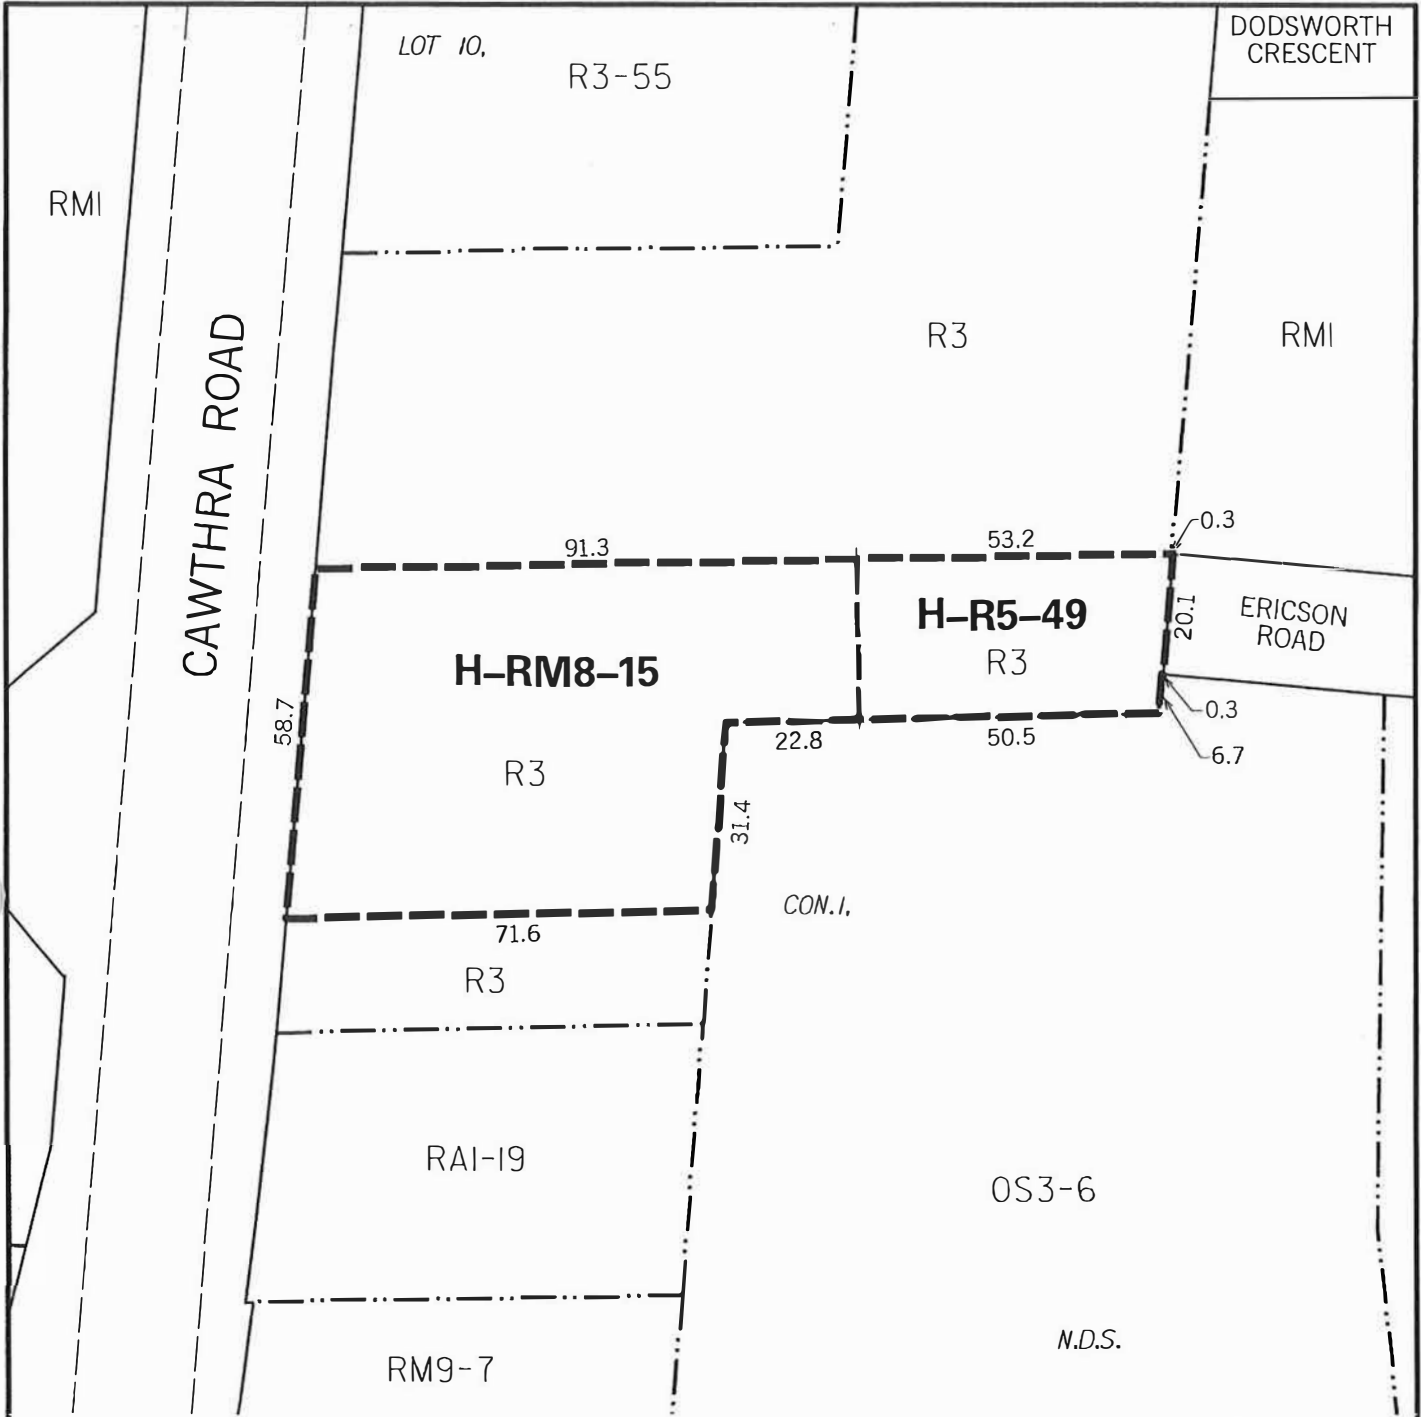 DODSWORTH
CRESCENT
LOT 10,
R3-55
RM1
CAWTHRA ROAD
R3
RM1
0.3
91.3
53.2
H–R5–49
R3
20.1
ERICSON
ROAD
H–RM8–15
58.7
R3
22.8
50.5
0.3
6.7
31.4
CON.1,
71.6
R3
RA1-19
OS3-6
N.D.S.
RM9-7